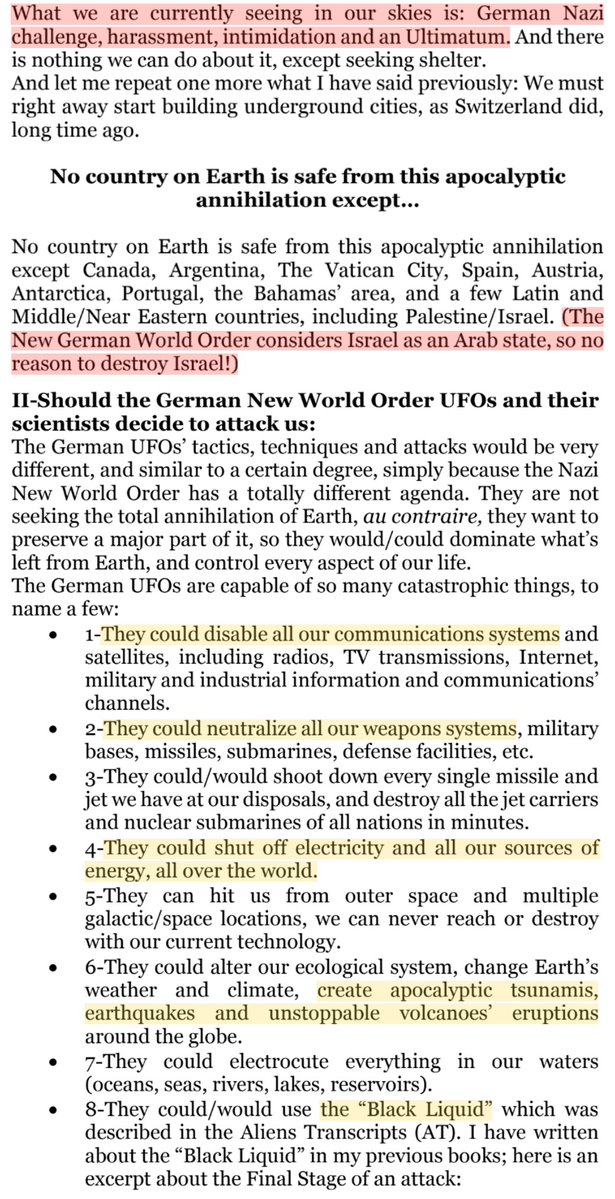 What we are currently seeing in our skies is: German Nazi
challenge, harassment, intimidation and an Ultimatum. And there
is nothing we can do about it, except seeking shelter.
And let me repeat one more what I have said previously: We must
right away start building underground cities, as Switzerland did,
long time ago.
No country on Earth is safe from this apocalyptic
annihilation except…
No country on Earth is safe from this apocalyptic annihilation
except Canada, Argentina, The Vatican City, Spain, Austria,
Antarctica, Portugal, the Bahamas’ area, and a few Latin and
Middle/Near Eastern countries, including Palestine/Israel. (The
New German World Order considers Israel as an Arab state, so no
reason to destroy Israel!)
II-Should the German New World Order UFOs and their
scientists decide to attack us:
The German UFOs’ tactics, techniques and attacks would be very
different, and similar to a certain degree, simply because the Nazi
New World Order has a totally different agenda. They are not
seeking the total annihilation of Earth, au contraire, they want to
preserve a major part of it, so they would/could dominate what’s
left from Earth, and control every aspect of our life.
The German UFOs are capable of so many catastrophic things, to
name a few:
• 1-They could disable all our communications systems and
satellites, including radios, TV transmissions, Internet,
military and industrial information and communications’
channels.
• 2-They could neutralize all our weapons systems, military
bases, missiles, submarines, defense facilities, etc.
• 3-They could/would shoot down every single missile and
jet we have at our disposals, and destroy all the jet carriers
and nuclear submarines of all nations in minutes.
• 4-They could shut off electricity and all our sources of
energy, all over the world.
• 5-They can hit us from outer space and multiple
galactic/space locations, we can never reach or destroy
with our current technology.
• 6-They could alter our ecological system, change Earth’s
weather and climate, create apocalyptic tsunamis,
earthquakes and unstoppable volcanoes’ eruptions
around the globe.
• 7-They could electrocute everything in our waters
(oceans, seas, rivers, lakes, reservoirs).
• 8-They could/would use the “Black Liquid” which was
described in the Aliens Transcripts (AT). I have written
about the “Black Liquid” in my previous books; here is an
excerpt about the Final Stage of an attack: